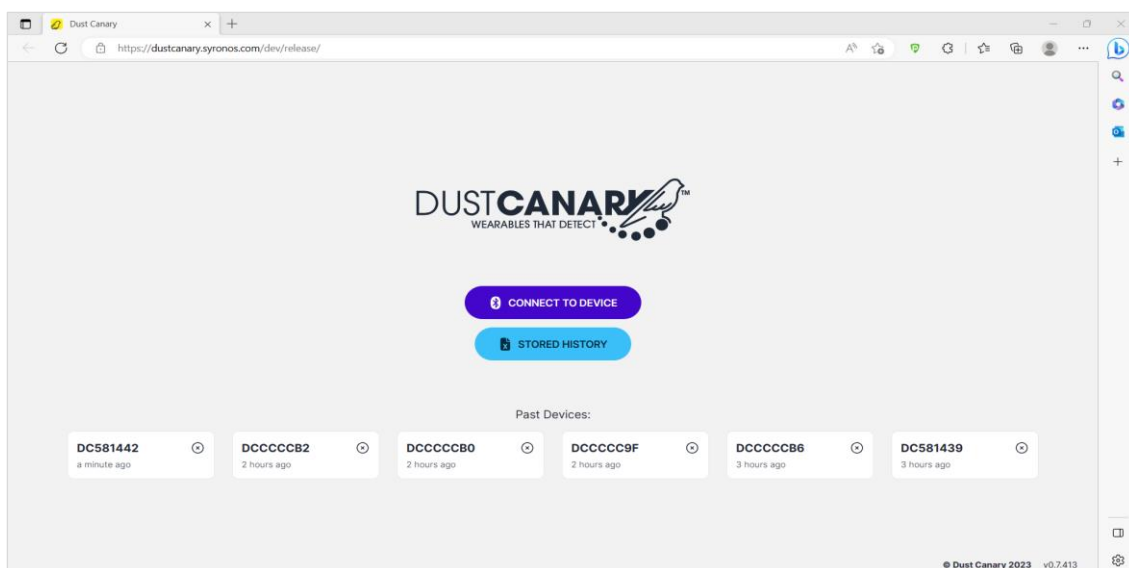 Dust Canary
https://dustcanary.syronos.com/dev/release/
DUSTCANARY™
WEARABLES THAT DETECT
CONNECT TO DEVICE
STORED HISTORY
Past Devices:
DC581442
a minute ago
DCCCCCB2
2 hours ago
DCCCCCB0
2 hours ago
DCCCCC9F
2 hours ago
DCCCCCB6
3 hours ago
DC581439
3 hours ago
© Dust Canary 2023 v0.7.413